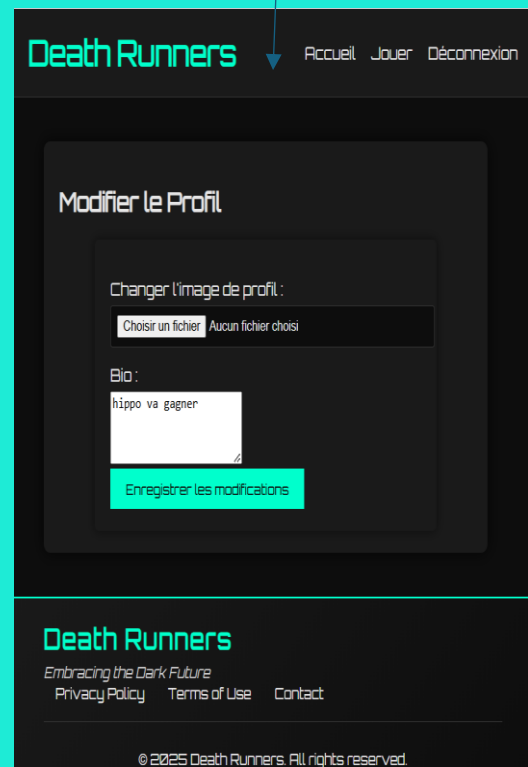 Death Runners
Accueil Jouer Déconnexion
Modifier le Profil
Changer l'image de profil :
Choisir un fichier Aucun fichier choisi
Bio :
hippo va gagner
Enregistrer les modifications
Death Runners
Embracing the Dark Future
Privacy Policy Terms of Use Contact
© 2025 Death Runners. All rights reserved.